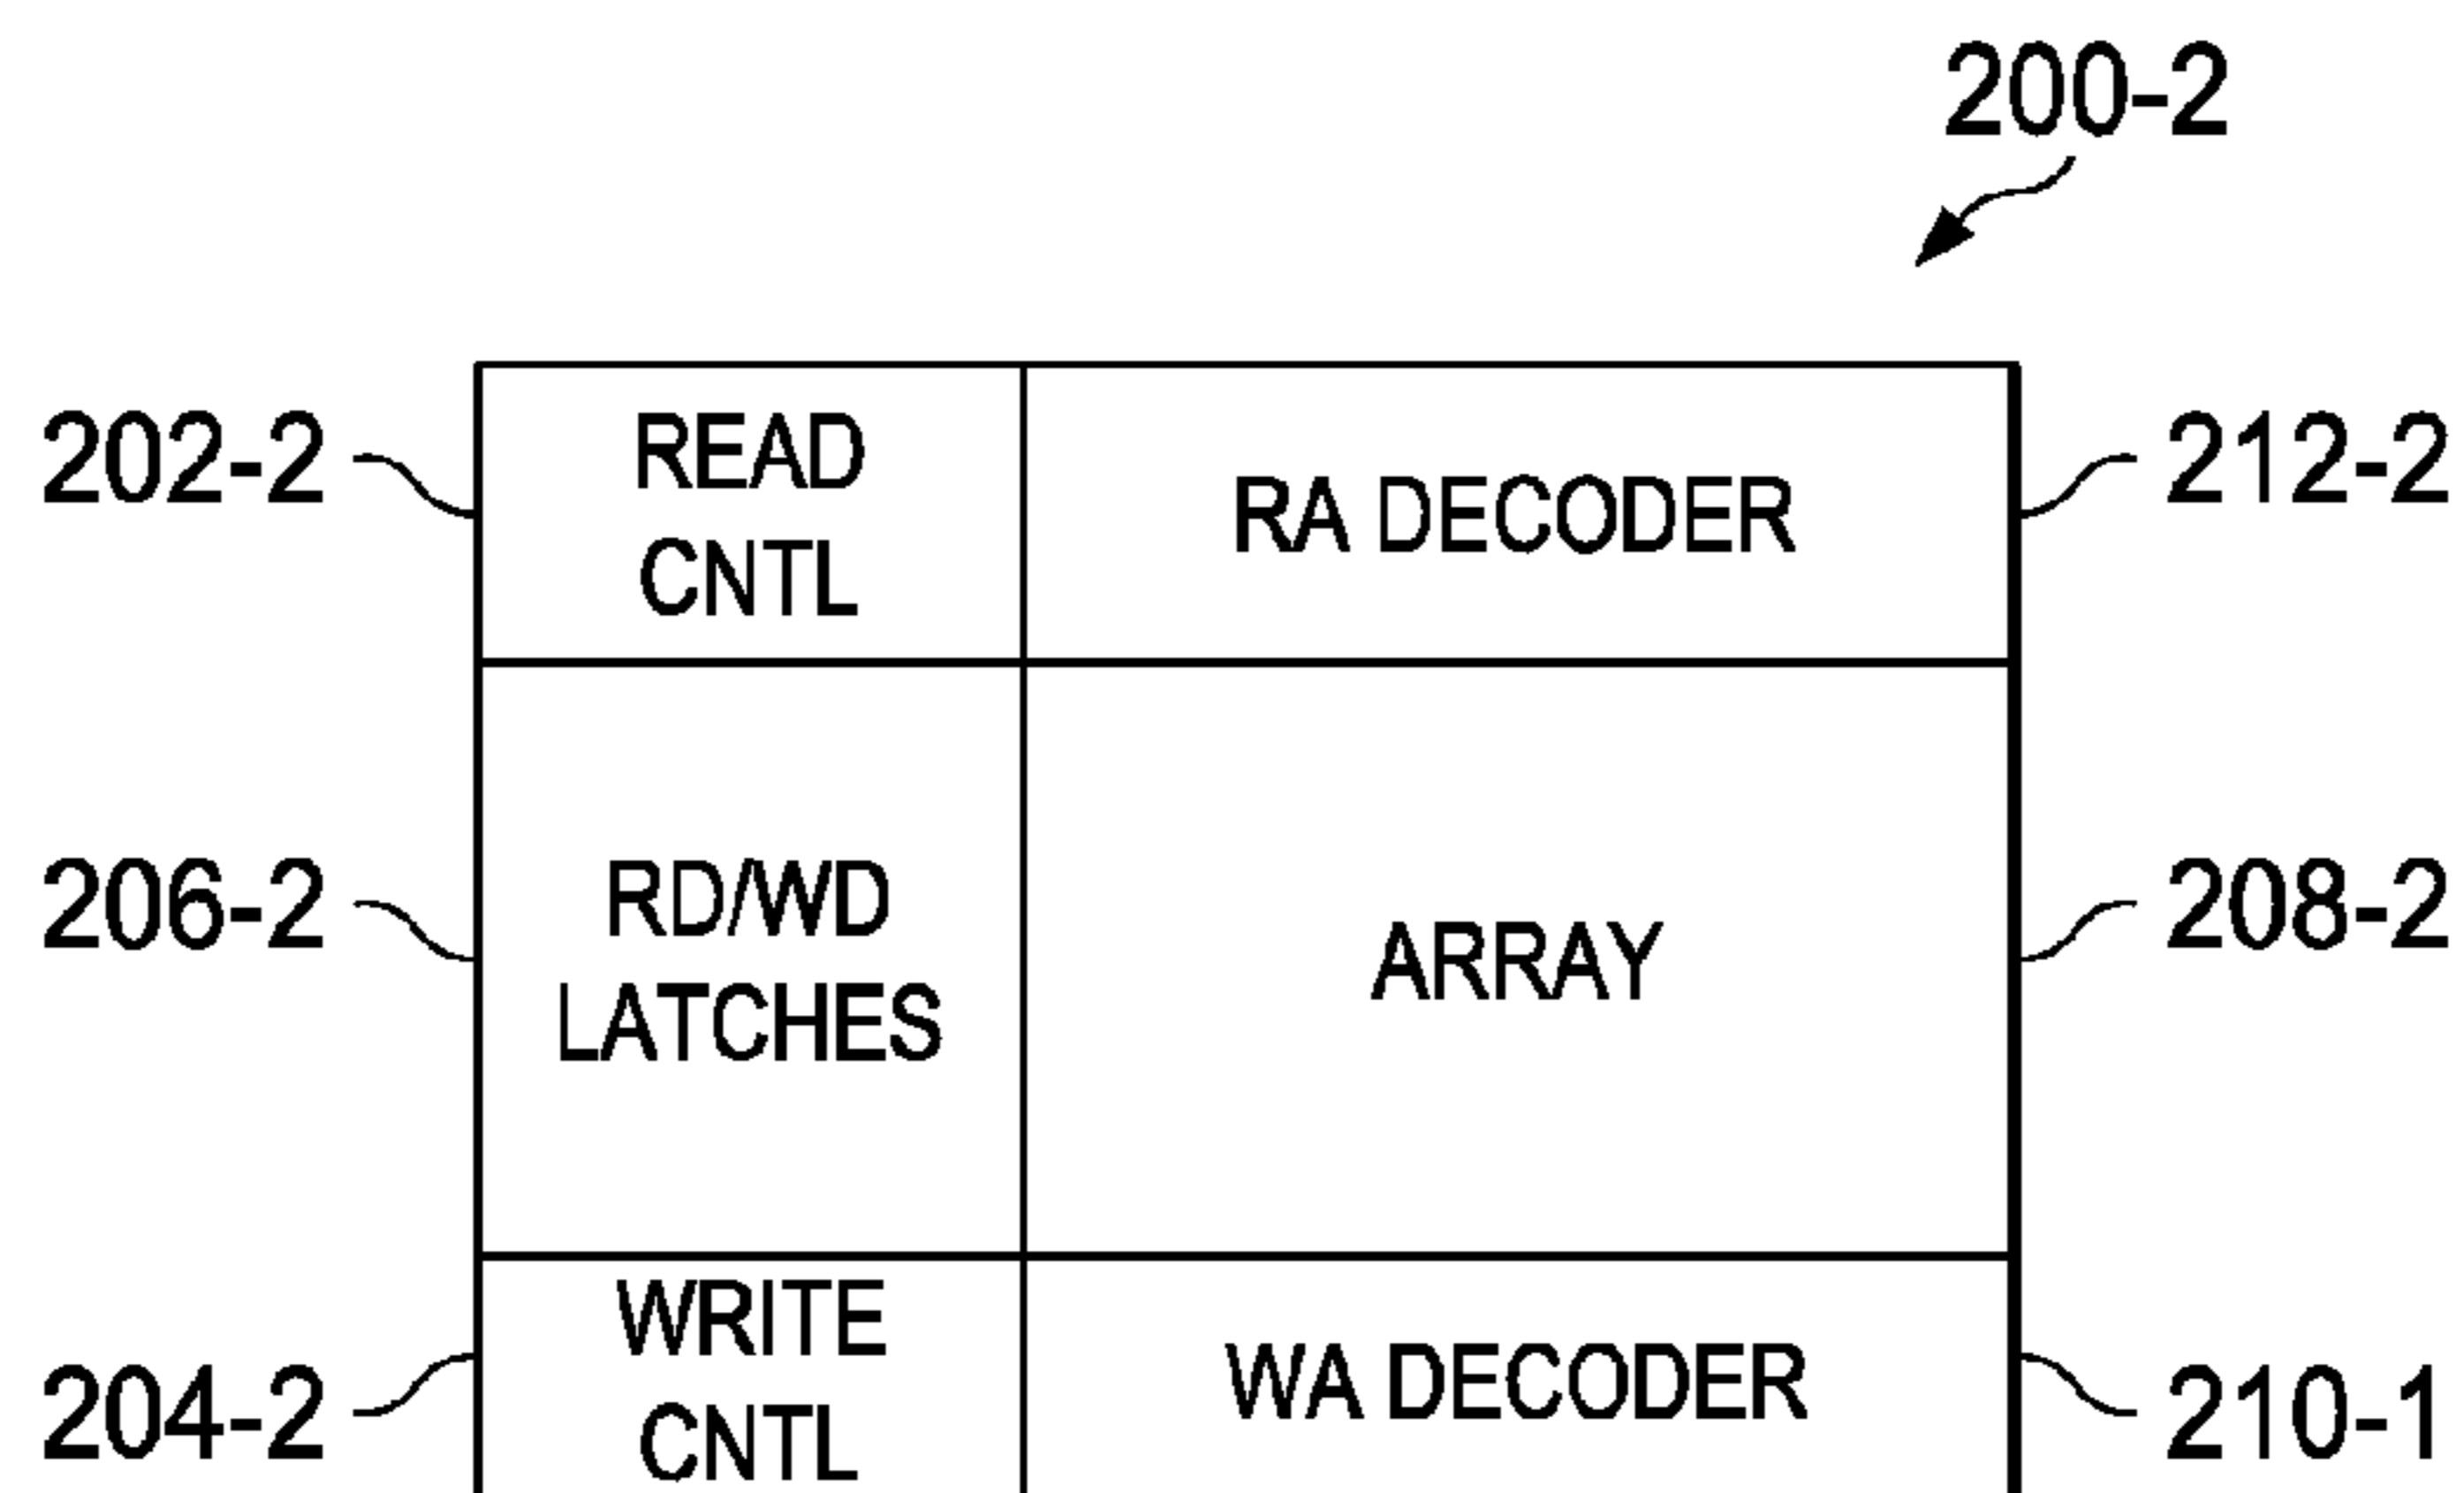 200-2
202-2
READ
CNTL
RA DECODER
212-2
206-2
RD/WD
LATCHES
ARRAY
208-2
204-2
WRITE
CNTL
WA DECODER
210-1